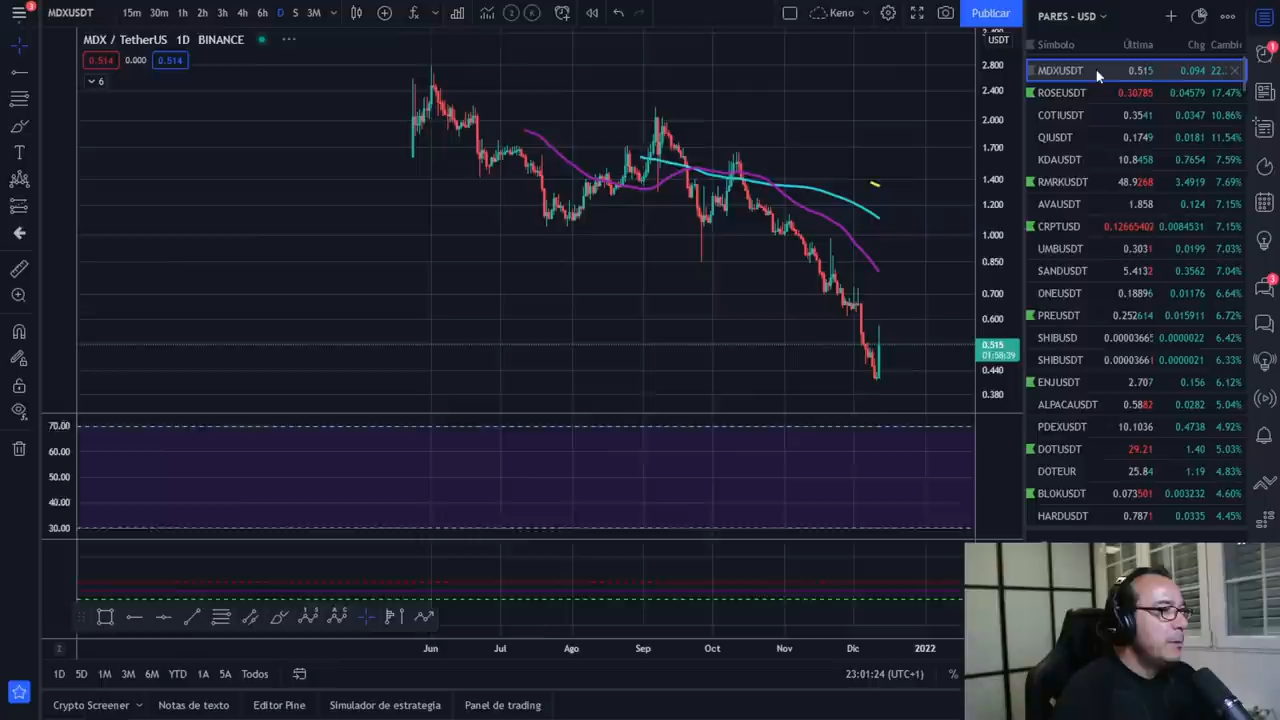 3
MDXUSDT 15m 30m 1h 2h 3h 4h 6h D S 3M 2 K Keno Publicar
PARES - USD
MDX / TetherUS 1D BINANCE
USDT
0.514 0.000 0.514
6
Símbolo Última Chg Cambio
MDXUSDT 0.515 0.094 22.
ROSEUSDT 0.30785 0.04579 17.47%
COTIUSDT 0.3541 0.0347 10.86%
QIUSDT 0.1749 0.0181 11.54%
KDAUSDT 10.8458 0.7654 7.59%
RMRKUSDT 48.9268 3.4919 7.69%
AVAUSDT 1.858 0.124 7.15%
CRPTUSD 0.12665402 0.0084531 7.15%
UMBUSDT 0.3031 0.0199 7.03%
SANDUSDT 5.4132 0.3562 7.04%
ONEUSDT 0.18896 0.01176 6.64%
PREUSDT 0.252614 0.015911 6.72%
SHIBUSD 0.00003665 0.0000022 6.42%
SHIBUSDT 0.00003661 0.0000021 6.33%
ENJUSDT 2.707 0.156 6.12%
ALPACAUSDT 0.5882 0.0282 5.04%
PDEXUSDT 10.1036 0.4738 4.92%
DOTUSDT 29.21 1.40 5.03%
DOTEUR 25.84 1.19 4.83%
BLOKUSDT 0.073501 0.003232 4.60%
HARDUSDT 0.7871 0.0335 4.45%
1
3
2.800
2.400
2.000
1.700
1.400
1.200
1.000
0.850
0.700
0.600
0.515
01:58:39
0.440
0.380
70.00
60.00
50.00
40.00
30.00
2 Jun Jul Ago Sep Oct Nov Dic 2022
1D 5D 1M 3M 6M YTD 1A 5A Todos 23:01:24 (UTC+1) %
Crypto Screener Notas de texto Editor Pine Simulador de estrategia Panel de trading